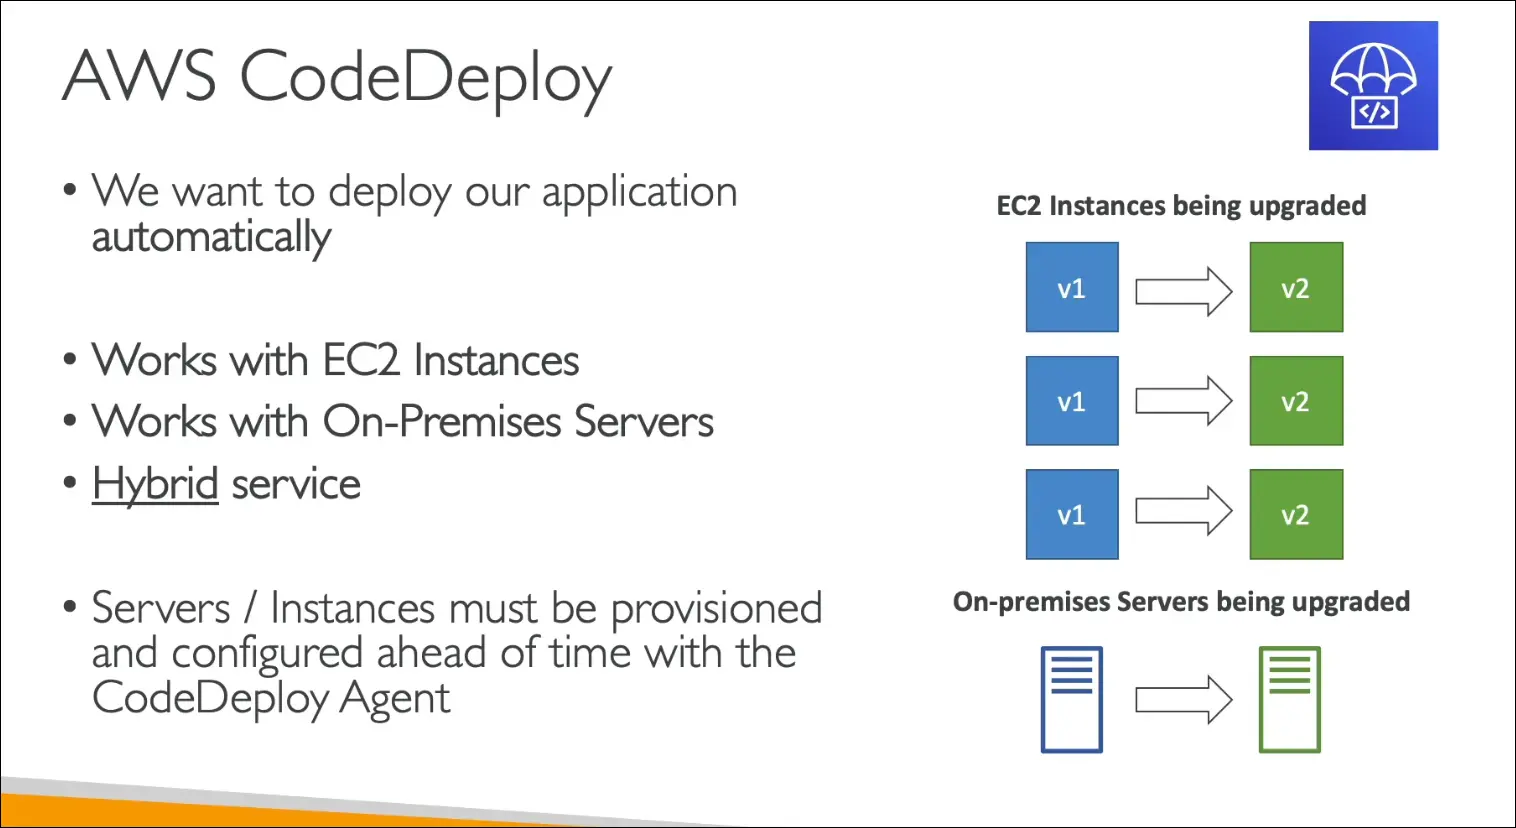 AWS CodeDeploy
</>
• We want to deploy our application
automatically
• Works with EC2 Instances
• Works with On-Premises Servers
• Hybrid service
• Servers / Instances must be provisioned
and configured ahead of time with the
CodeDeploy Agent
EC2 Instances being upgraded
v1 v2
v1 v2
v1 v2
On-premises Servers being upgraded